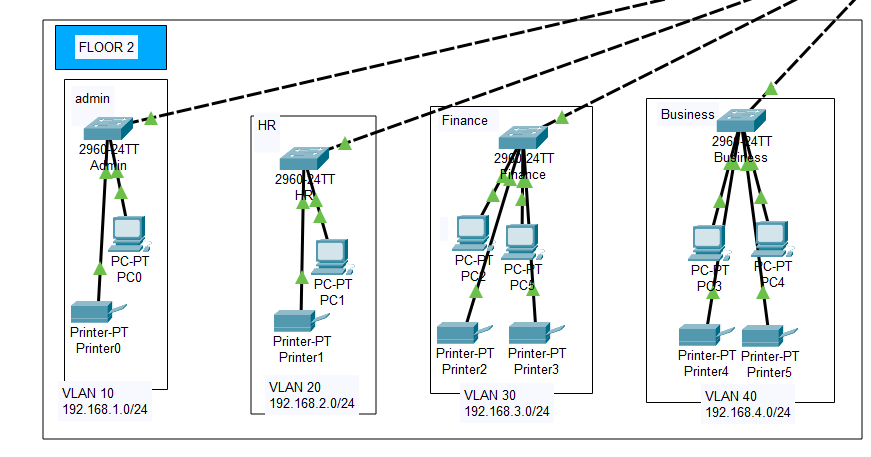 FLOOR 2
admin
2960-24TT
Admin
PC-PT
PC0
Printer-PT
Printer0
VLAN 10
192.168.1.0/24
HR
2960-24TT
HR
PC-PT
PC1
Printer-PT
Printer1
VLAN 20
192.168.2.0/24
Finance
2960-24TT
Finance
PC-PT
PC2
PC-PT
PC5
Printer-PT
Printer2
Printer-PT
Printer3
VLAN 30
192.168.3.0/24
Business
2960-24TT
Business
PC-PT
PC3
PC-PT
PC4
Printer-PT
Printer4
Printer-PT
Printer5
VLAN 40
192.168.4.0/24